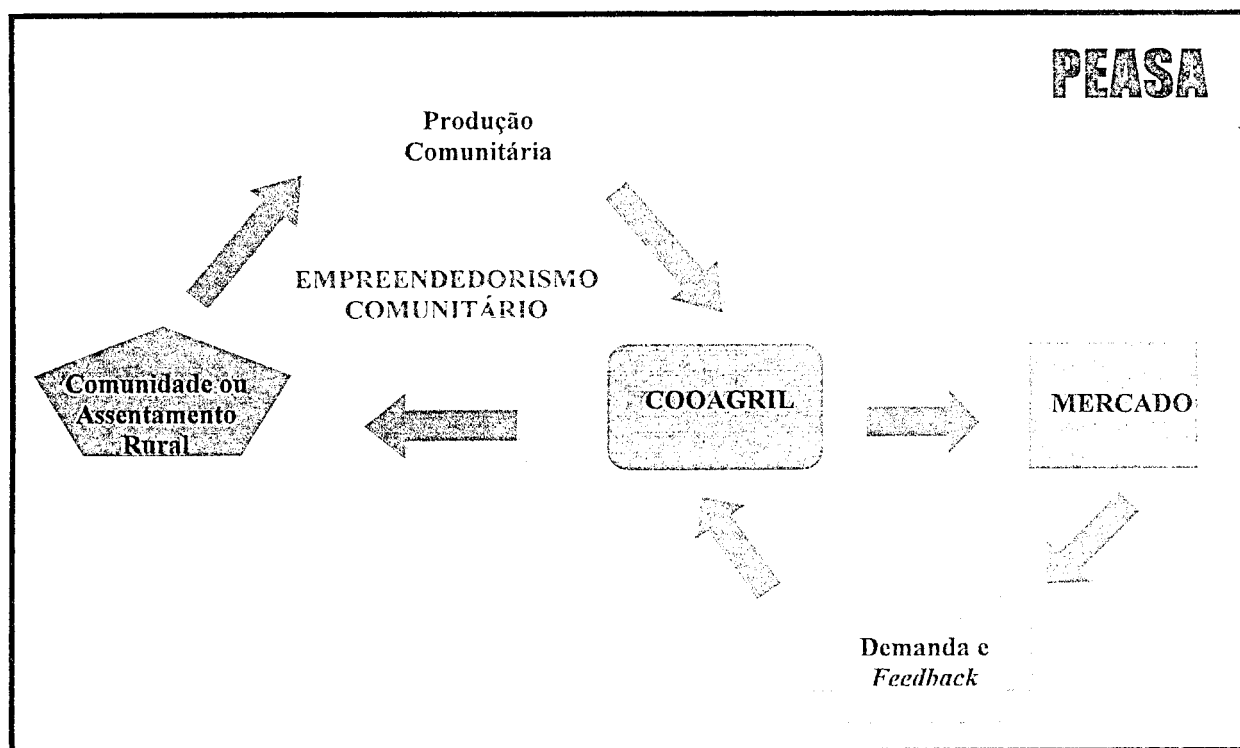 PEASA
Produção
Comunitária
EMPREENDEDORISMO
COMUNITÁRIO
Comunidade ou
Assentamento
Rural
COOAGRIL
MERCADO
Demanda e
Feedback